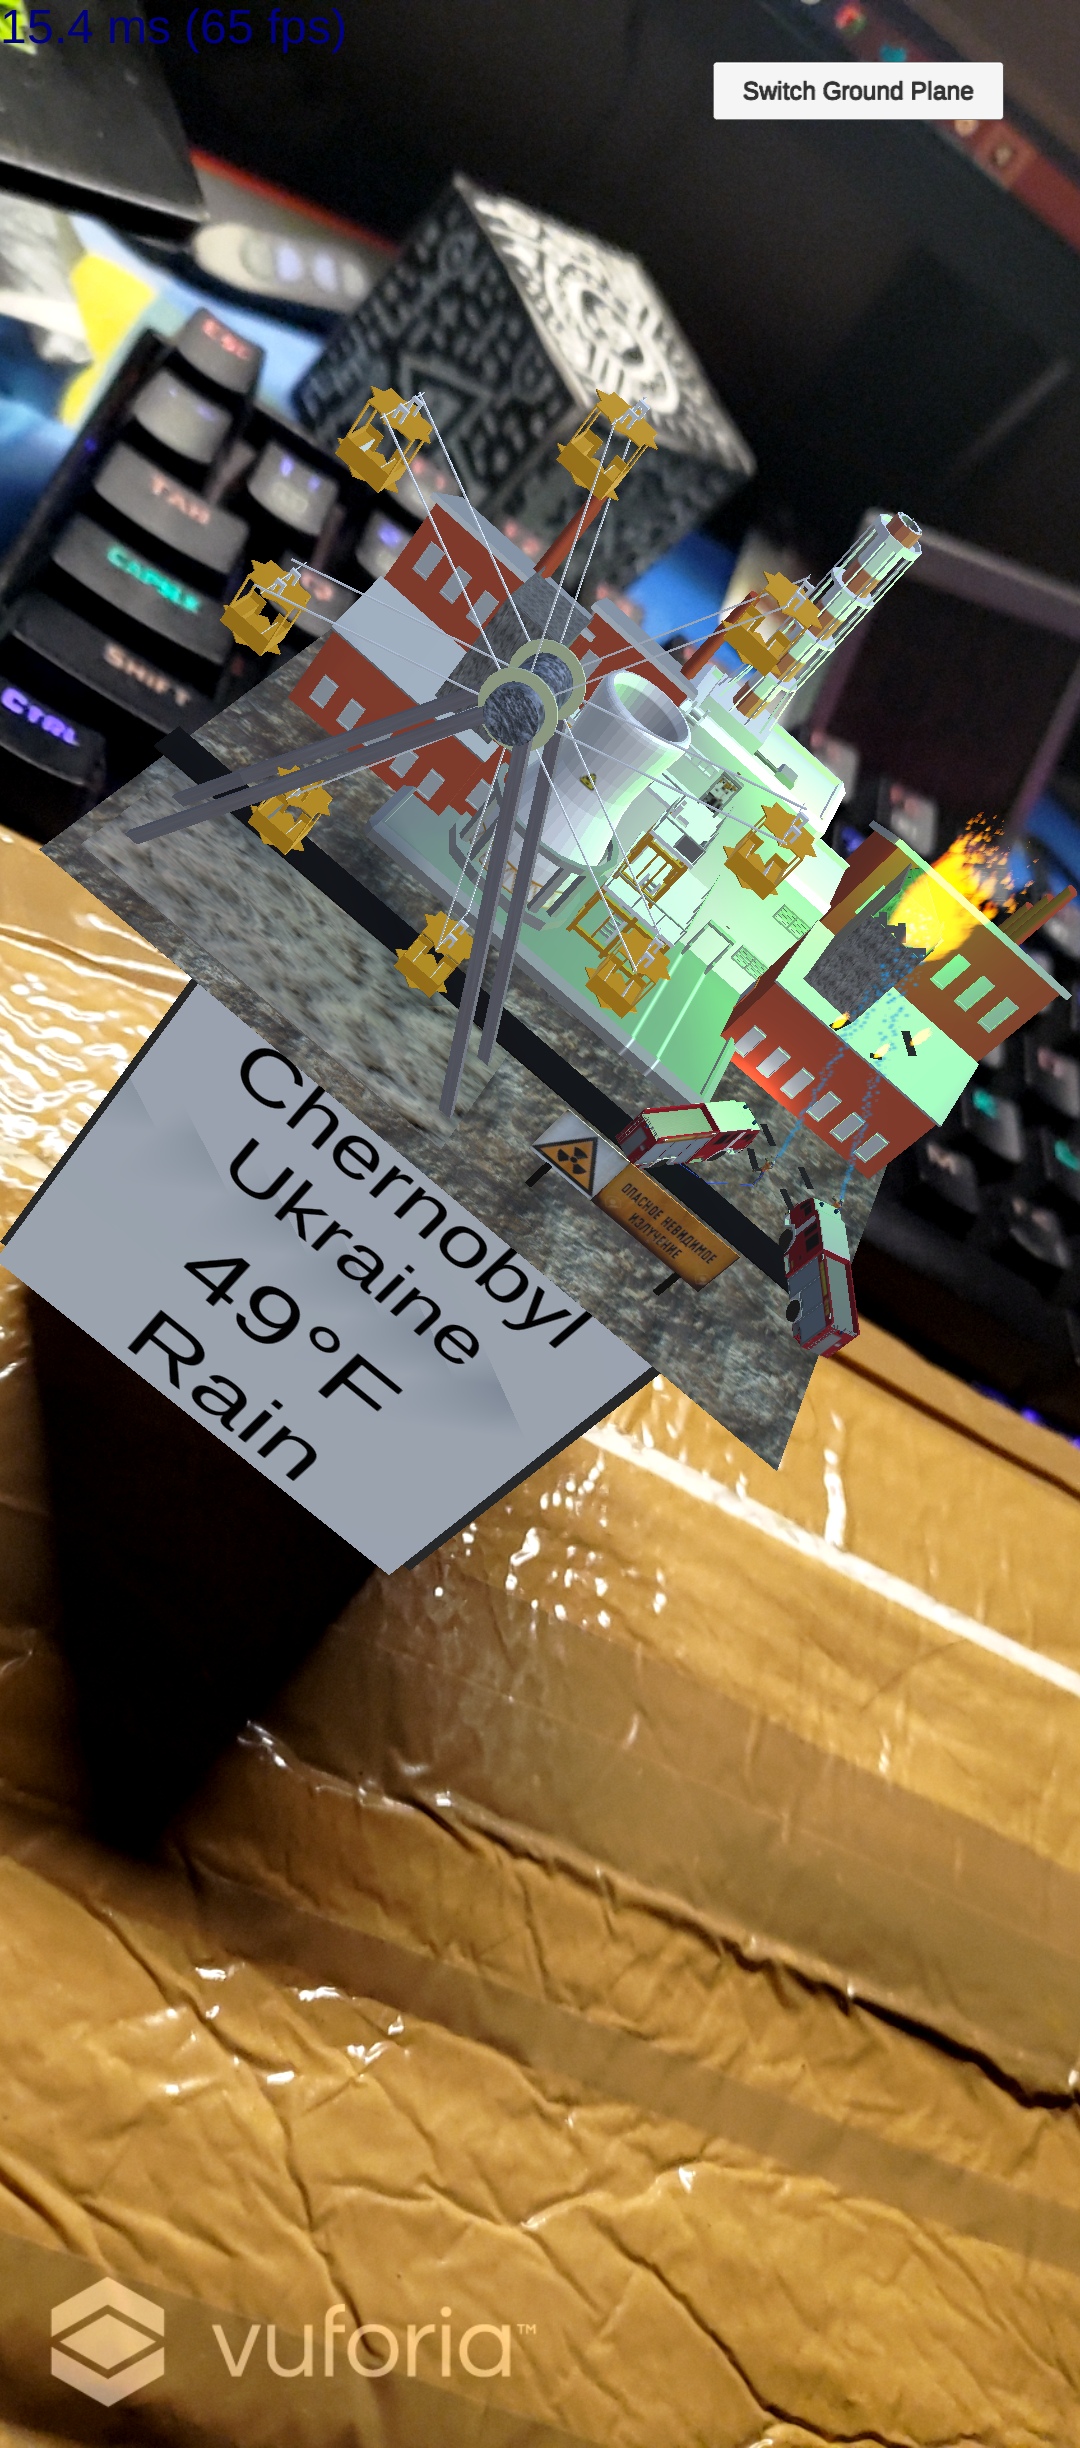 15.4 ms (65 fps)
Switch Ground Plane
ESC
TAB
CAPSLK
SHIFT
CTRL
M
ОПАСНОЕ НЕВИДИМОЕ
ИЗЛУЧЕНИЕ
Chernobyl
Ukraine
49°F
Rain
vuforia™